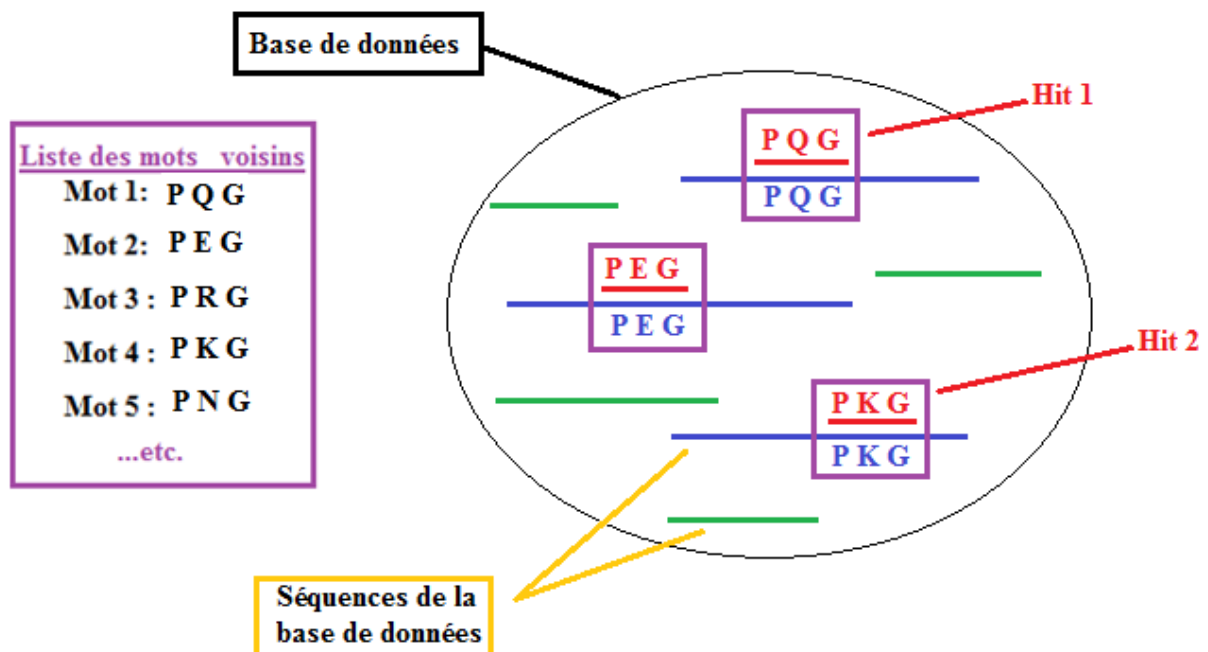 Base de données
Hit 1
Liste des mots voisins
Mot 1: P Q G
Mot 2: P E G
Mot 3 : P R G
Mot 4 : P K G
Mot 5 : P N G
...etc.
P Q G
P Q G
P E G
P E G
Hit 2
P K G
P K G
Séquences de la
base de données